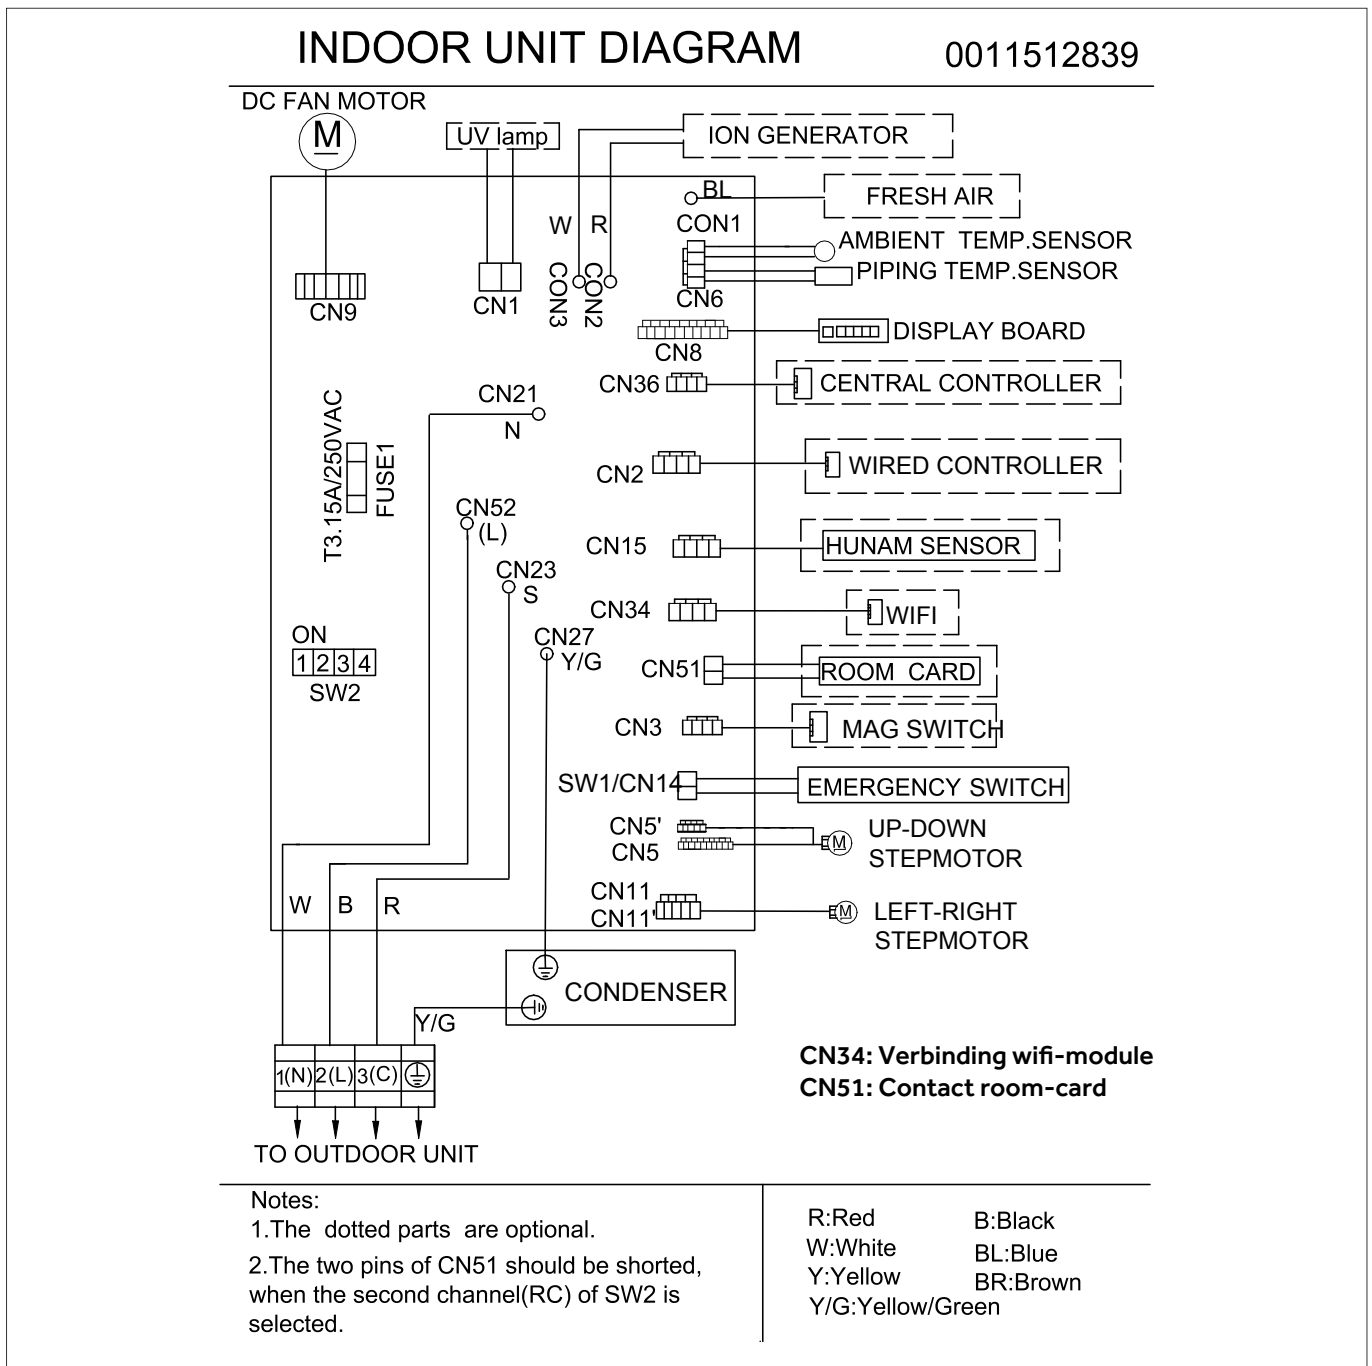 INDOOR UNIT DIAGRAM
0011512839
DC FAN MOTOR
M
UV lamp
ION GENERATOR
BL
FRESH AIR
W
R
CON1
AMBIENT TEMP.SENSOR
PIPING TEMP.SENSOR
CN9
CN1
CON3
CON2
CN6
DISPLAY BOARD
CN8
CN36
CENTRAL CONTROLLER
CN21
N
T3.15A/250VAC
FUSE1
CN2
WIRED CONTROLLER
CN52
(L)
CN15
HUNAM SENSOR
CN23
S
CN34
WIFI
ON
1 2 3 4
SW2
CN27
Y/G
CN51
ROOM CARD
CN3
MAG SWITCH
SW1/CN14
EMERGENCY SWITCH
CN5'
CN5
M
UP-DOWN
STEPMOTOR
CN11
CN11'
M
LEFT-RIGHT
STEPMOTOR
W
B
R
CONDENSER
Y/G
1(N)
2(L)
3(C)
TO OUTDOOR UNIT
CN34: Verbinding wifi-module
CN51: Contact room-card
Notes:
1.The dotted parts are optional.
2.The two pins of CN51 should be shorted,
when the second channel(RC) of SW2 is
selected.
R:Red
B:Black
W:White
BL:Blue
Y:Yellow
BR:Brown
Y/G:Yellow/Green